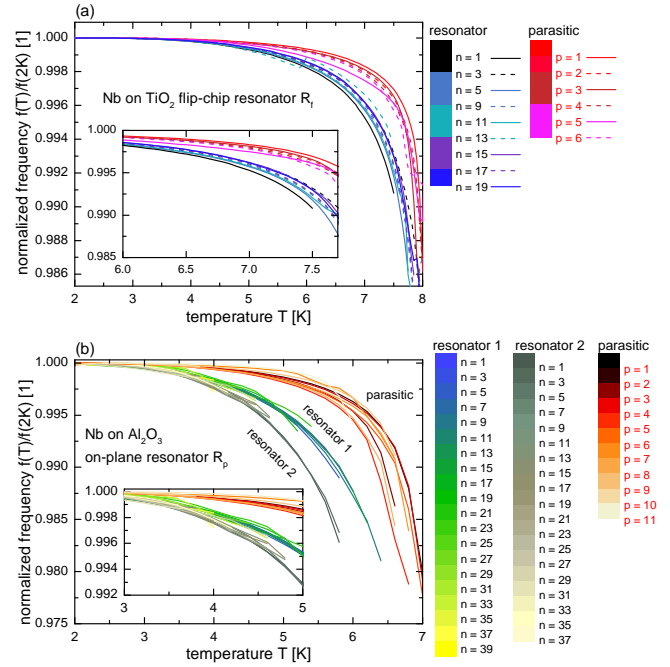 (a)
resonator
parasitic
1.000
0.998
0.996
0.994
0.992
0.990
0.988
0.986
normalized frequency f(T)/f(2K) [1]
Nb on TiO2 flip-chip resonator Rf
1.000
0.995
0.990
0.985
6.0 6.5 7.0 7.5
2 3 4 5 6 7 8
temperature T [K]
n = 1
n = 3
n = 5
n = 9
n = 11
n = 13
n = 15
n = 17
n = 19
p = 1
p = 2
p = 3
p = 4
p = 5
p = 6
(b)
resonator 1
resonator 2
parasitic
1.000
0.995
0.990
0.985
0.980
0.975
normalized frequency f(T)/f(2K) [1]
parasitic
resonator 1
resonator 2
Nb on Al2O3
on-plane resonator Rp
1.000
0.998
0.996
0.994
0.992
3 4 5
2 3 4 5 6 7
temperature T [K]
n = 1
n = 3
n = 5
n = 7
n = 9
n = 11
n = 13
n = 15
n = 17
n = 19
n = 21
n = 23
n = 25
n = 27
n = 29
n = 31
n = 33
n = 35
n = 37
n = 39
n = 1
n = 3
n = 5
n = 7
n = 9
n = 11
n = 13
n = 15
n = 17
n = 19
n = 21
n = 23
n = 25
n = 27
n = 29
n = 31
n = 33
n = 35
n = 37
p = 1
p = 2
p = 3
p = 4
p = 5
p = 6
p = 7
p = 8
p = 9
p = 10
p = 11